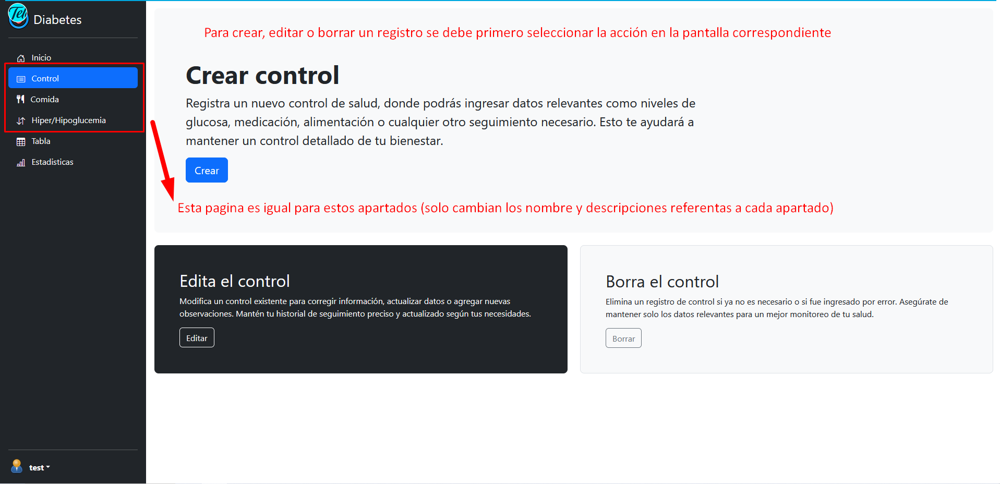 Tel
Diabetes
Inicio
Control
Comida
Hiper/Hipoglucemia
Tabla
Estadisticas
test
Para crear, editar o borrar un registro se debe primero seleccionar la acción en la pantalla correspondiente
Crear control
Registra un nuevo control de salud, donde podrás ingresar datos relevantes como niveles de
glucosa, medicación, alimentación o cualquier otro seguimiento necesario. Esto te ayudará a
mantener un control detallado de tu bienestar.
Crear
Esta pagina es igual para estos apartados (solo cambian los nombre y descripciones referentas a cada apartado)
Edita el control
Modifica un control existente para corregir información, actualizar datos o agregar nuevas
observaciones. Mantén tu historial de seguimiento preciso y actualizado según tus necesidades.
Editar
Borra el control
Elimina un registro de control si ya no es necesario o si fue ingresado por error. Asegúrate de
mantener solo los datos relevantes para un mejor monitoreo de tu salud.
Borrar